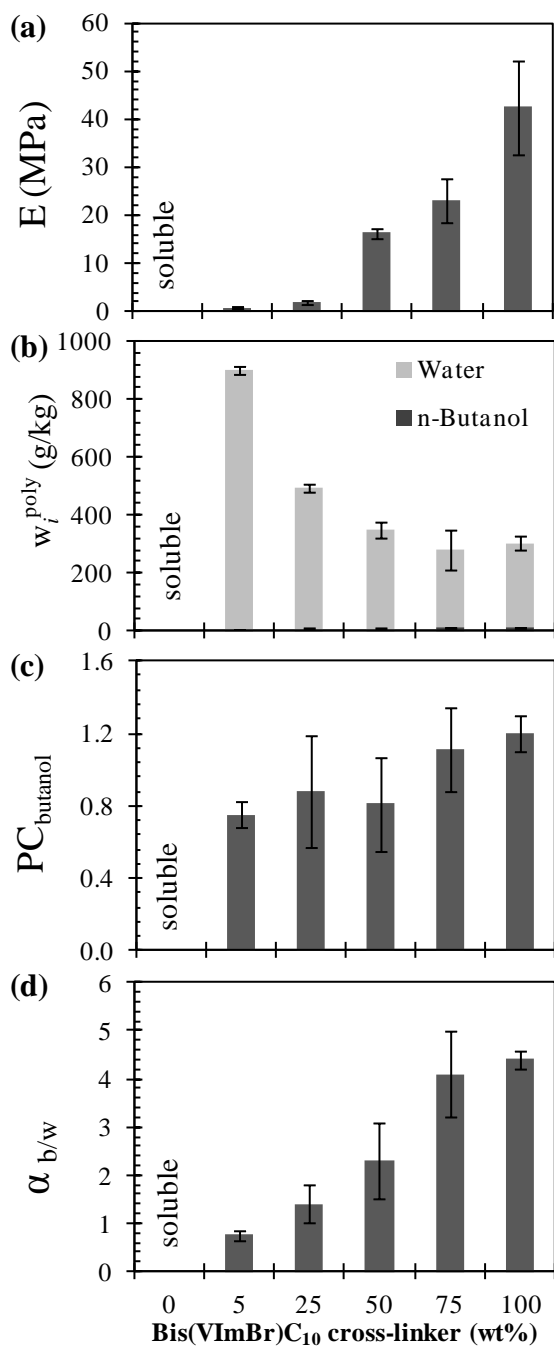 (a)
E (MPa)
60
50
40
30
20
10
0
soluble
(b)
w_i^poly (g/kg)
1000
800
600
400
200
0
soluble
Water
n-Butanol
(c)
PC_butanol
1.6
1.2
0.8
0.4
0.0
soluble
(d)
α b/w
6
5
4
3
2
1
0
soluble
0 5 25 50 75 100
Bis(VImBr)C₁₀ cross-linker (wt%)